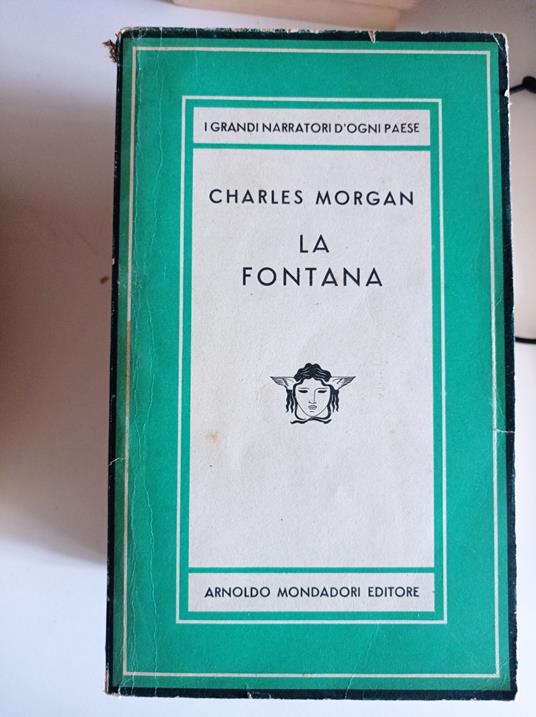 I GRANDI NARRATORI D'OGNI PAESE
CHARLES MORGAN
LA
FONTANA
ARNOLDO MONDADORI EDITORE